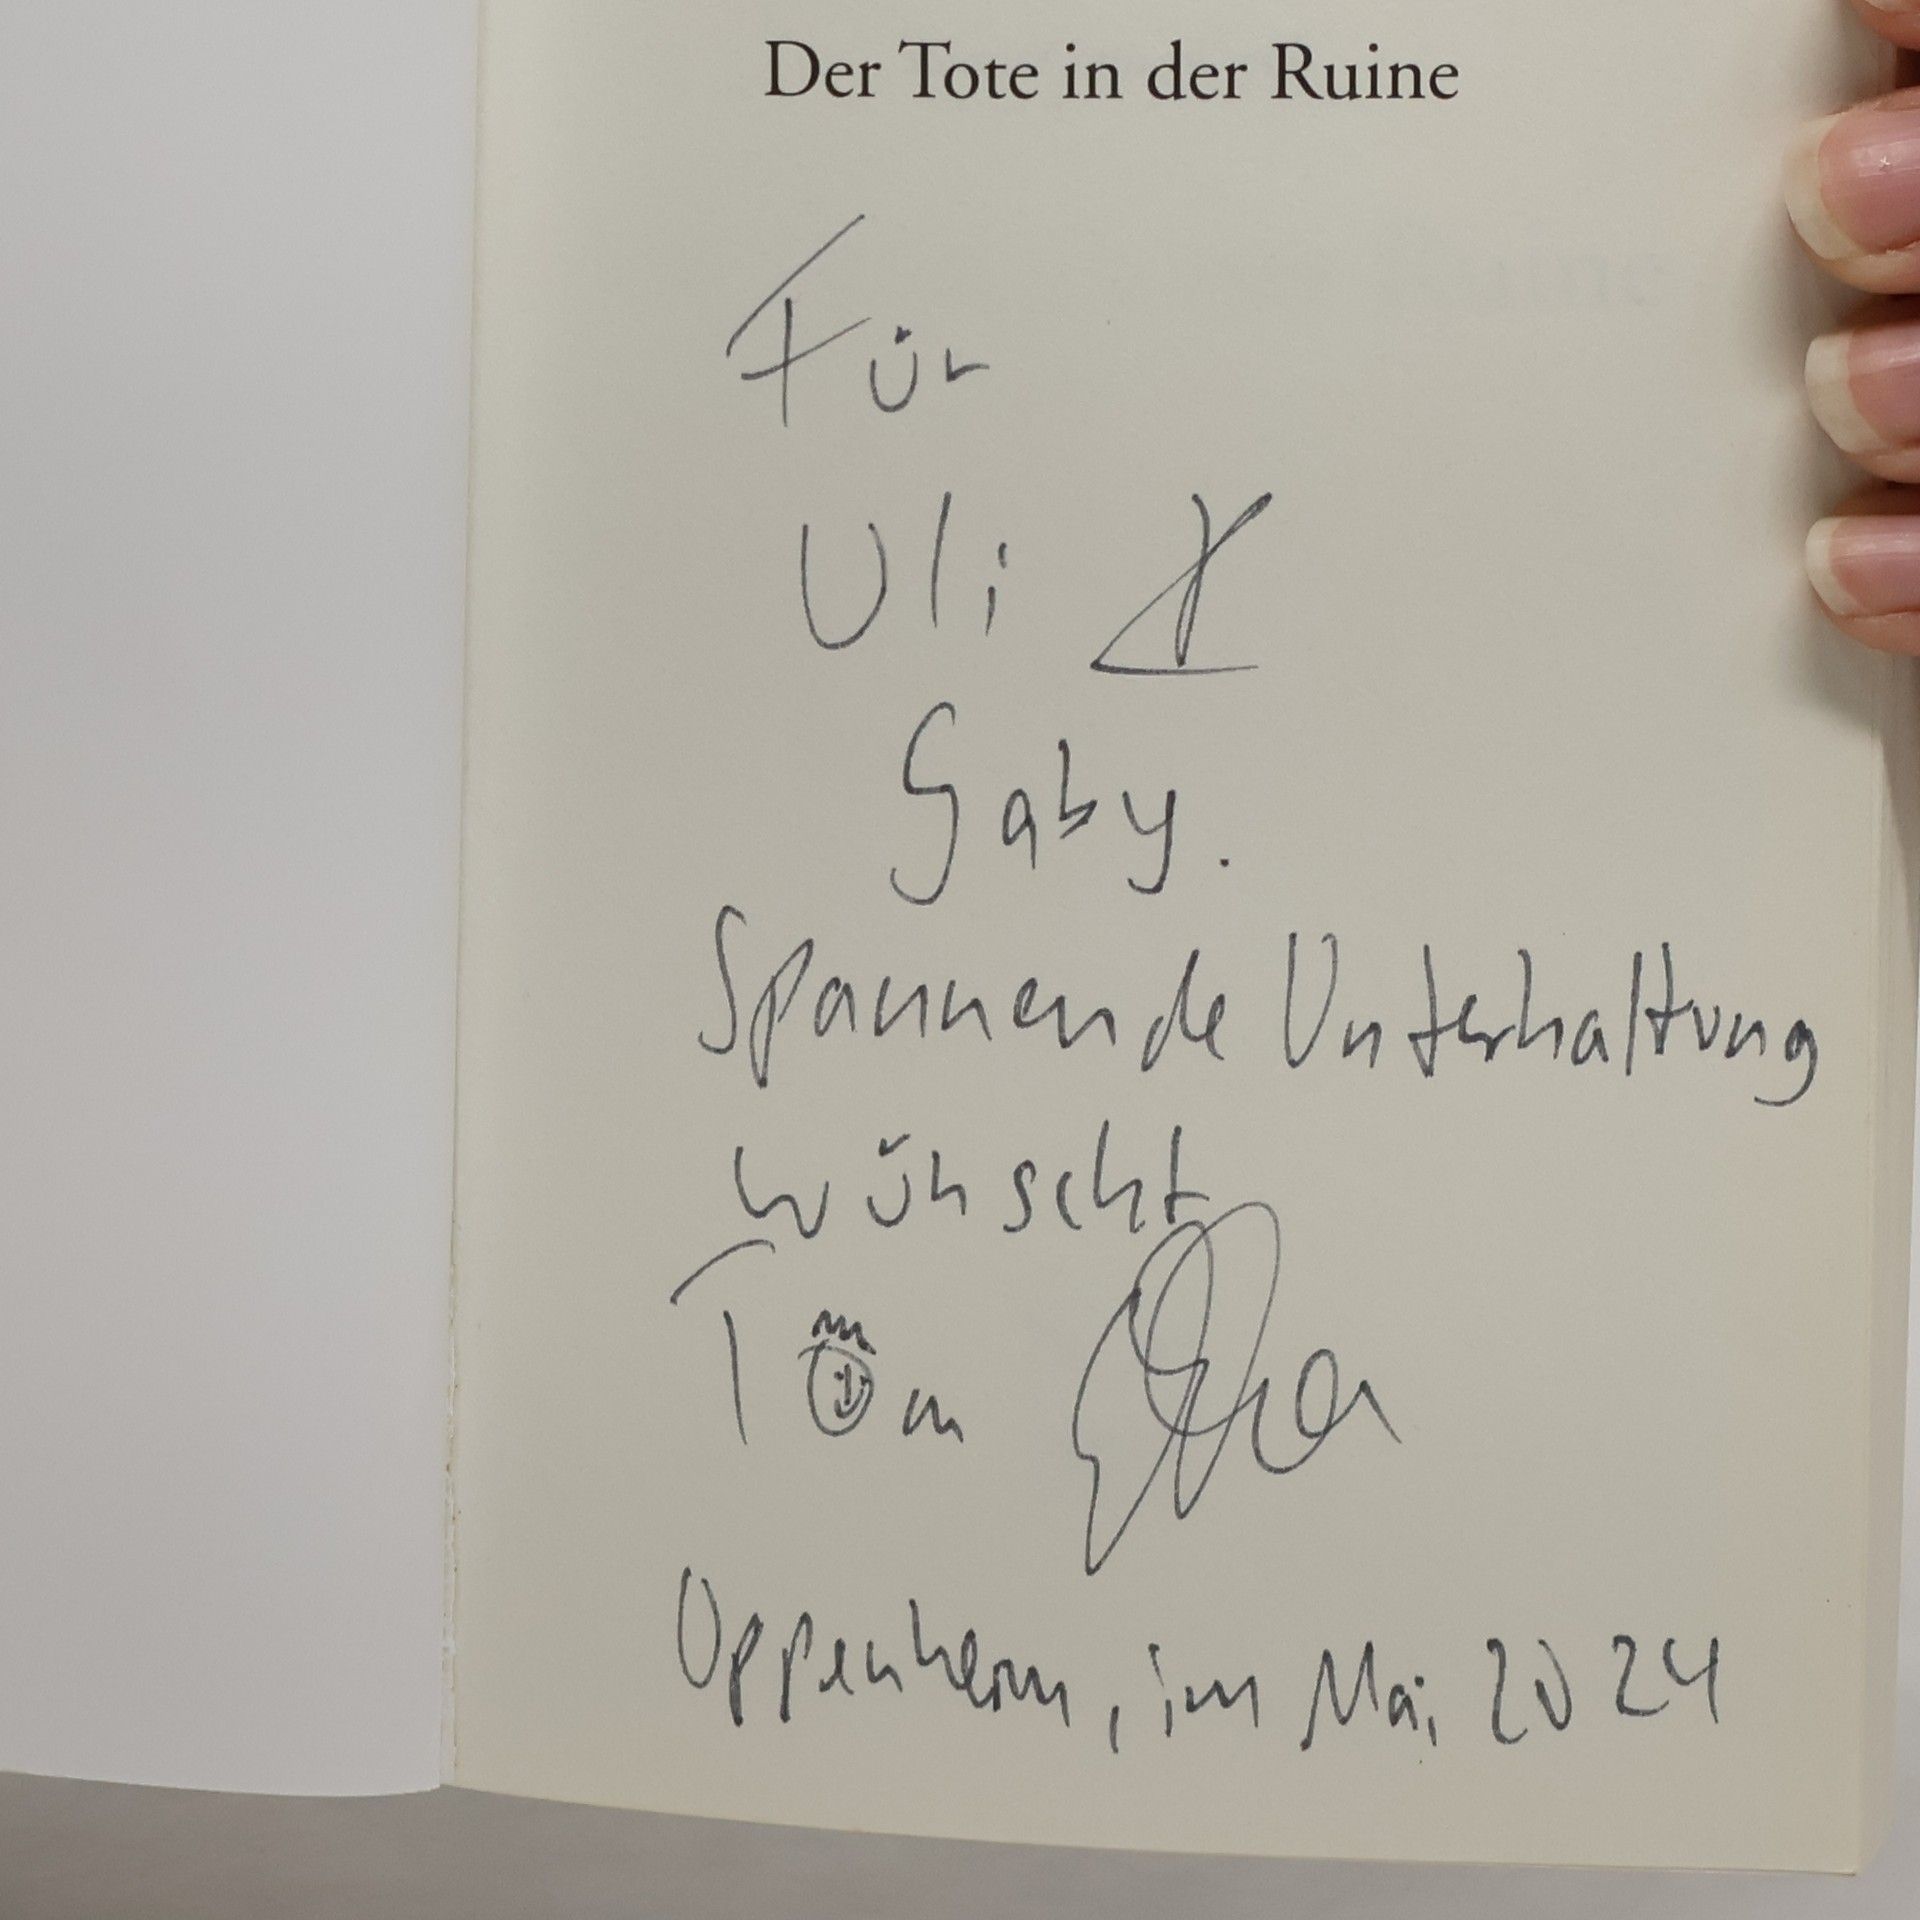 Der Tote in der Ruine
Für
Uli &
Gaby.
Spannende Unterhaltung
wünscht
Tom
Oppenheim, im Mai 2024